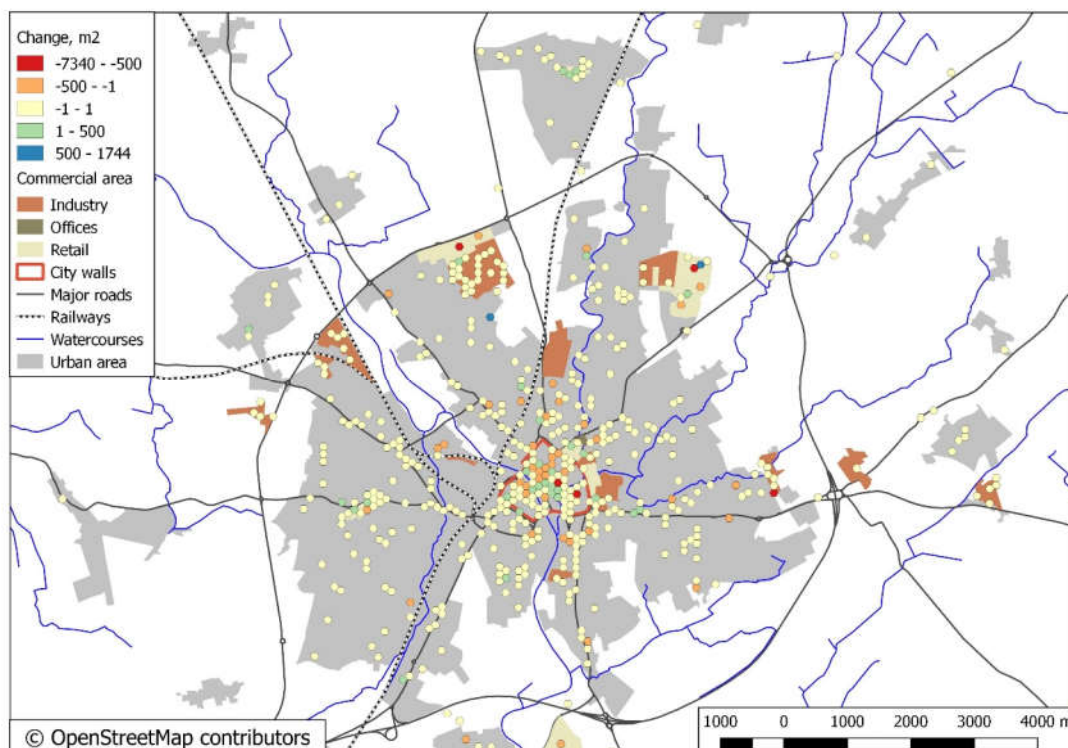 Change, m2
-7340 - -500
-500 - -1
-1 - 1
1 - 500
500 - 1744
Commercial area
Industry
Offices
Retail
City walls
Major roads
Railways
Watercourses
Urban area
© OpenStreetMap contributors
1000 0 1000 2000 3000 4000 m